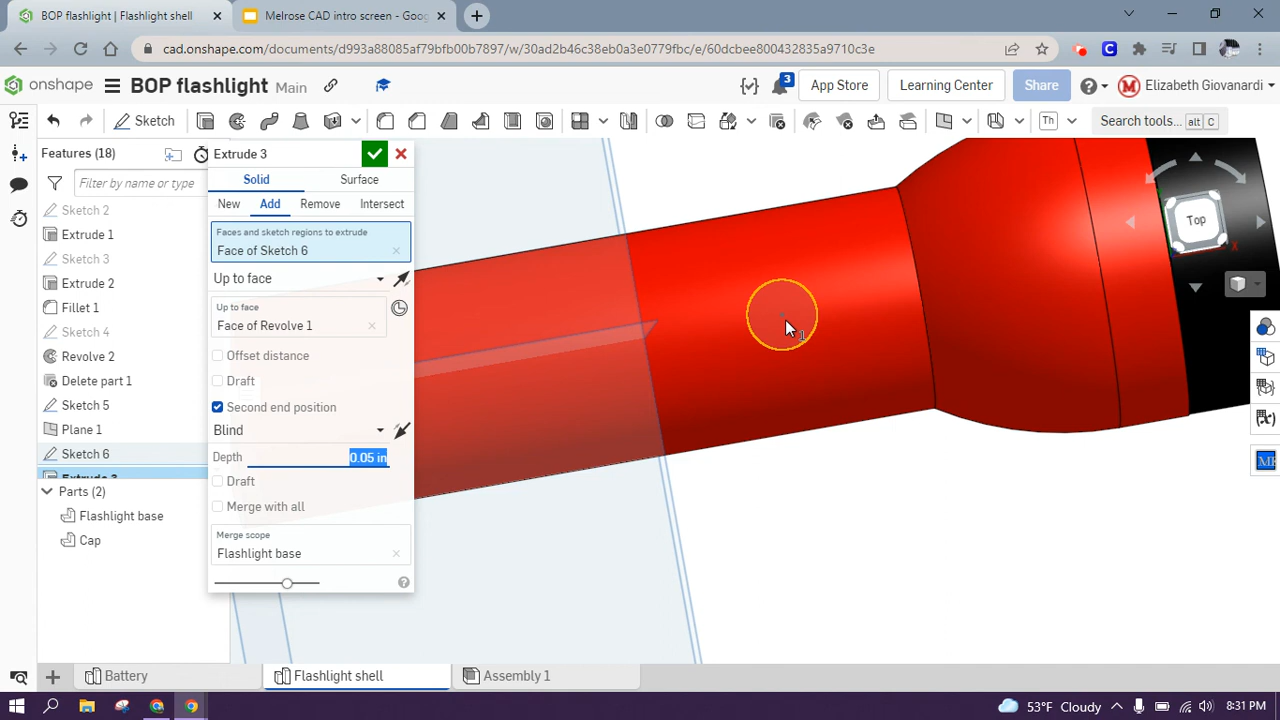 BOP flashlight | Flashlight shell
Melrose CAD intro screen - Goog
cad.onshape.com/documents/d993a88085af79bfb00b7897/w/30ad2b46c38eb0a3e0779fbc/e/60dcbee800432835a9710c3e
onshape
BOP flashlight Main
3
App Store
Learning Center
Share
Elizabeth Giovanardi
Sketch
Th
Search tools... alt C
Features (18)
Filter by name or type
Sketch 2
Extrude 1
Sketch 3
Extrude 2
Fillet 1
Sketch 4
Revolve 2
Delete part 1
Sketch 5
Plane 1
Sketch 6
Extrude 3
Parts (2)
Flashlight base
Cap
Extrude 3
Solid Surface
New Add Remove Intersect
Faces and sketch regions to extrude
Face of Sketch 6
Up to face
Up to face
Face of Revolve 1
Offset distance
Draft
Second end position
Blind
Depth 0.05 in
Draft
Merge with all
Merge scope
Flashlight base
1
Top
X
Battery
Flashlight shell
Assembly 1
53°F Cloudy
8:31 PM